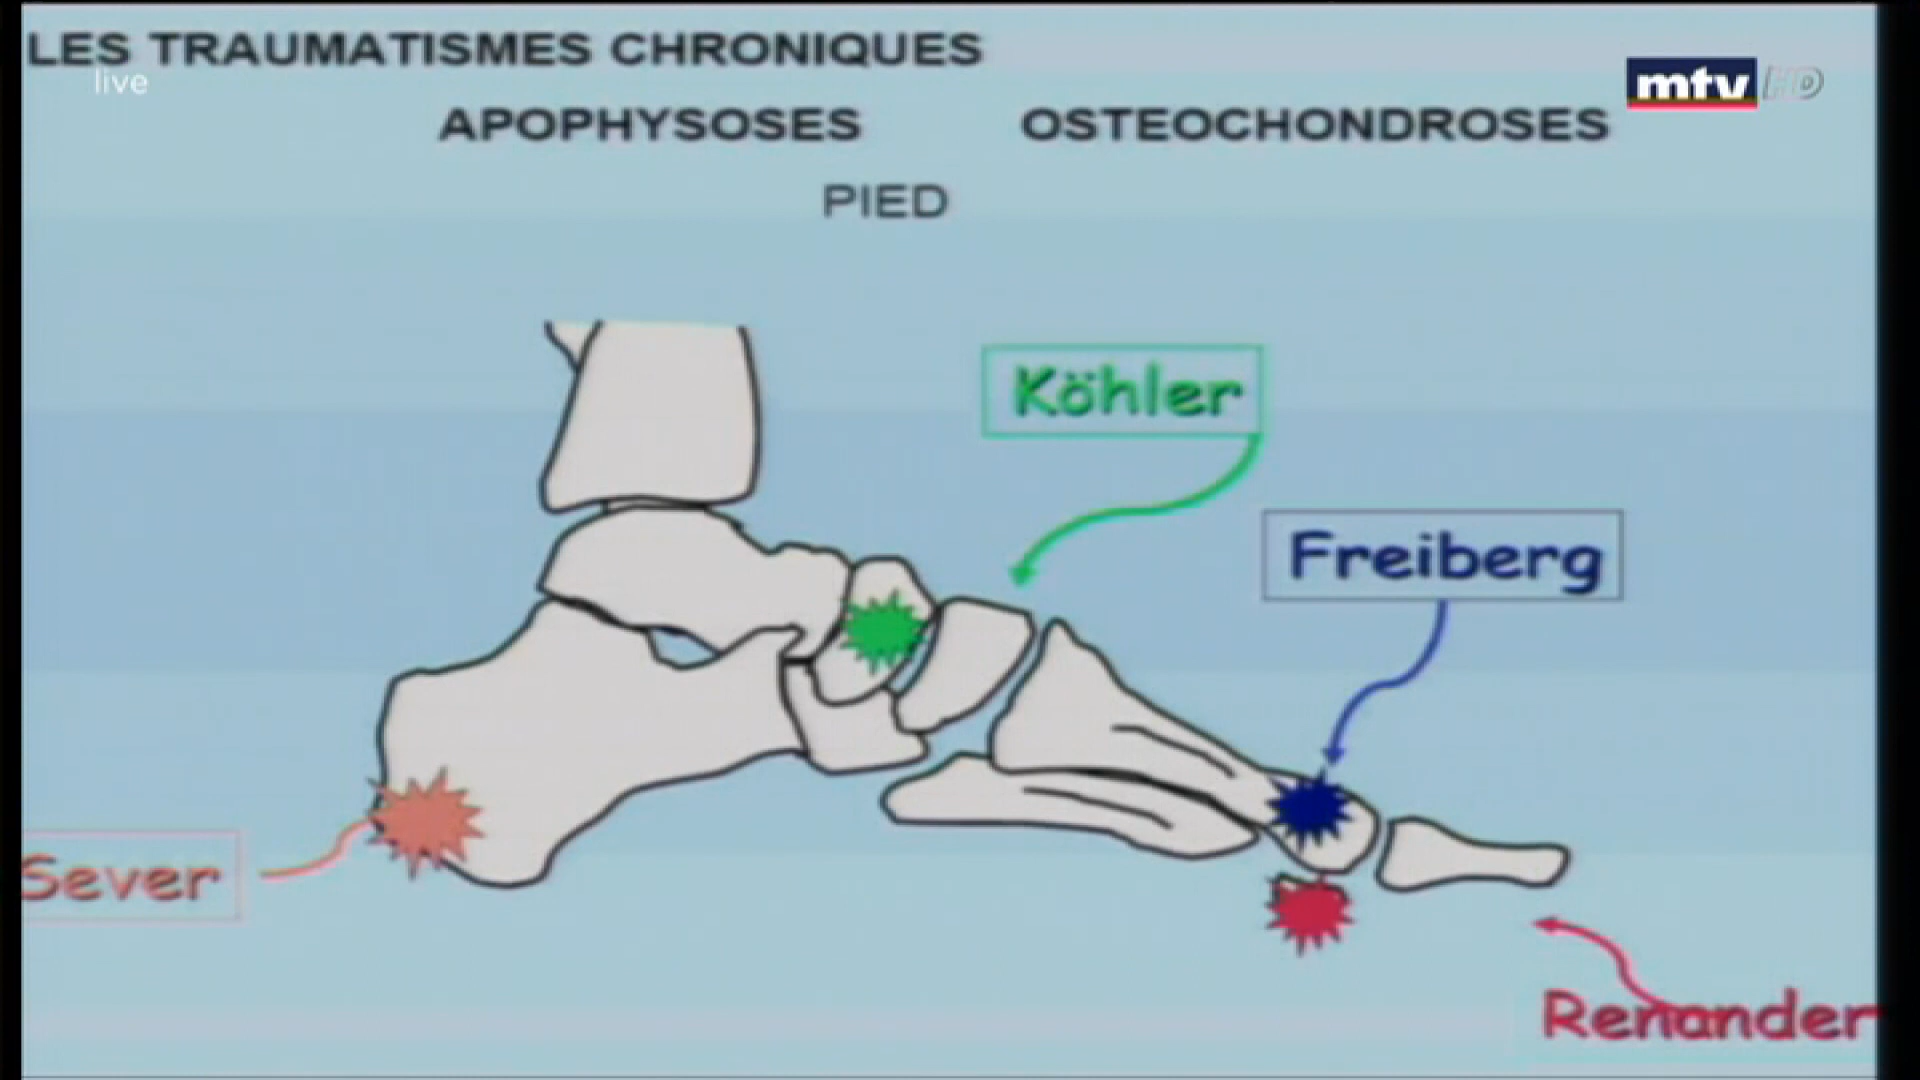 LES TRAUMATISMES CHRONIQUES
live
mtv HD
APOPHYSOSES OSTEOCHONDROSES
PIED
Köhler
Freiberg
Sever
Renander